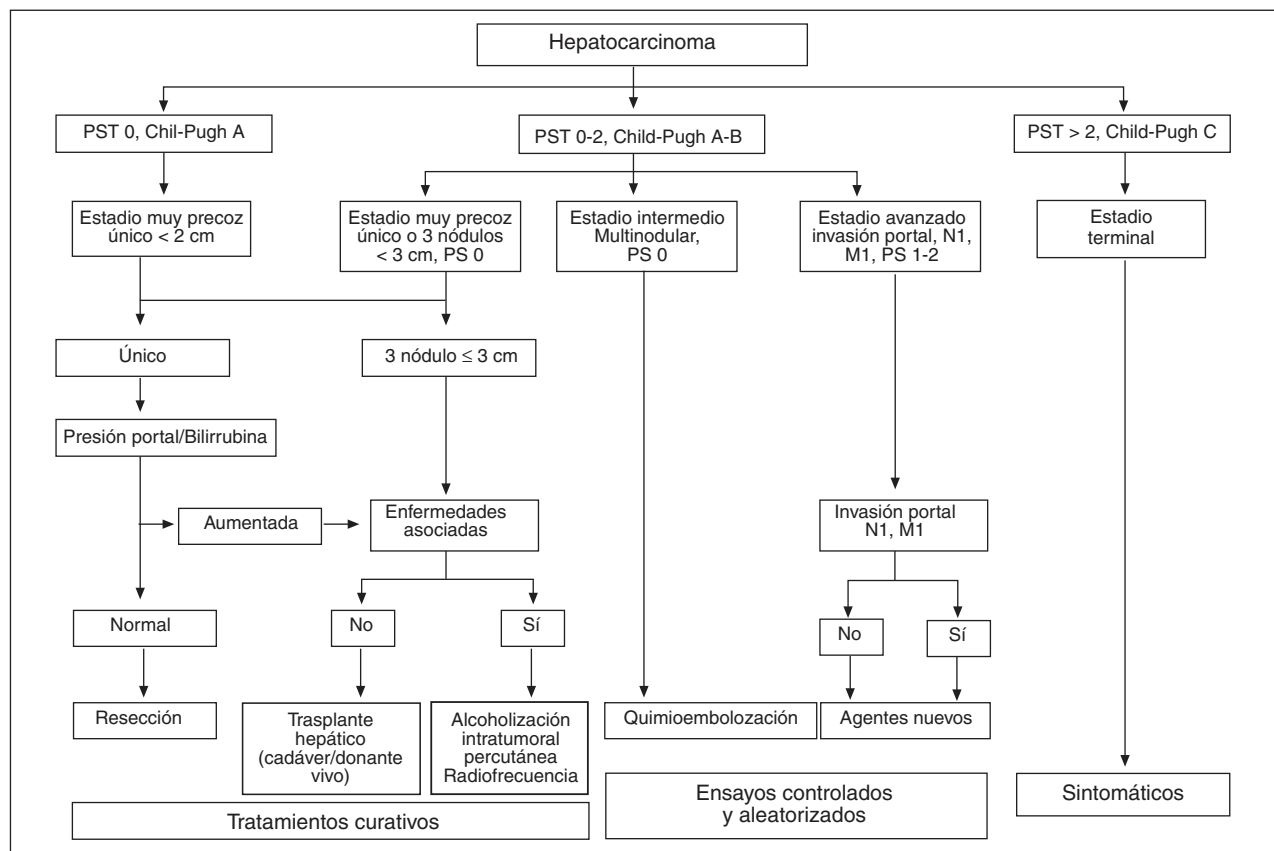 Hepatocarcinoma
PST 0, Chil-Pugh A
PST 0-2, Child-Pugh A-B
PST > 2, Child-Pugh C
Estadio muy precoz
único < 2 cm
Estadio muy precoz
único o 3 nódulos
< 3 cm, PS 0
Estadio intermedio
Multinodular,
PS 0
Estadio avanzado
invasión portal, N1,
M1, PS 1-2
Estadio
terminal
Único
3 nódulo ≤ 3 cm
Presión portal/Bilirrubina
Aumentada
Enfermedades
asociadas
Invasión portal
N1, M1
Normal
No
Sí
No
Sí
Resección
Trasplante
hepático
(cadáver/donante
vivo)
Alcoholización
intratumoral
percutánea
Radiofrecuencia
Quimioembolozación
Agentes nuevos
Tratamientos curativos
Ensayos controlados
y aleatorizados
Sintomáticos